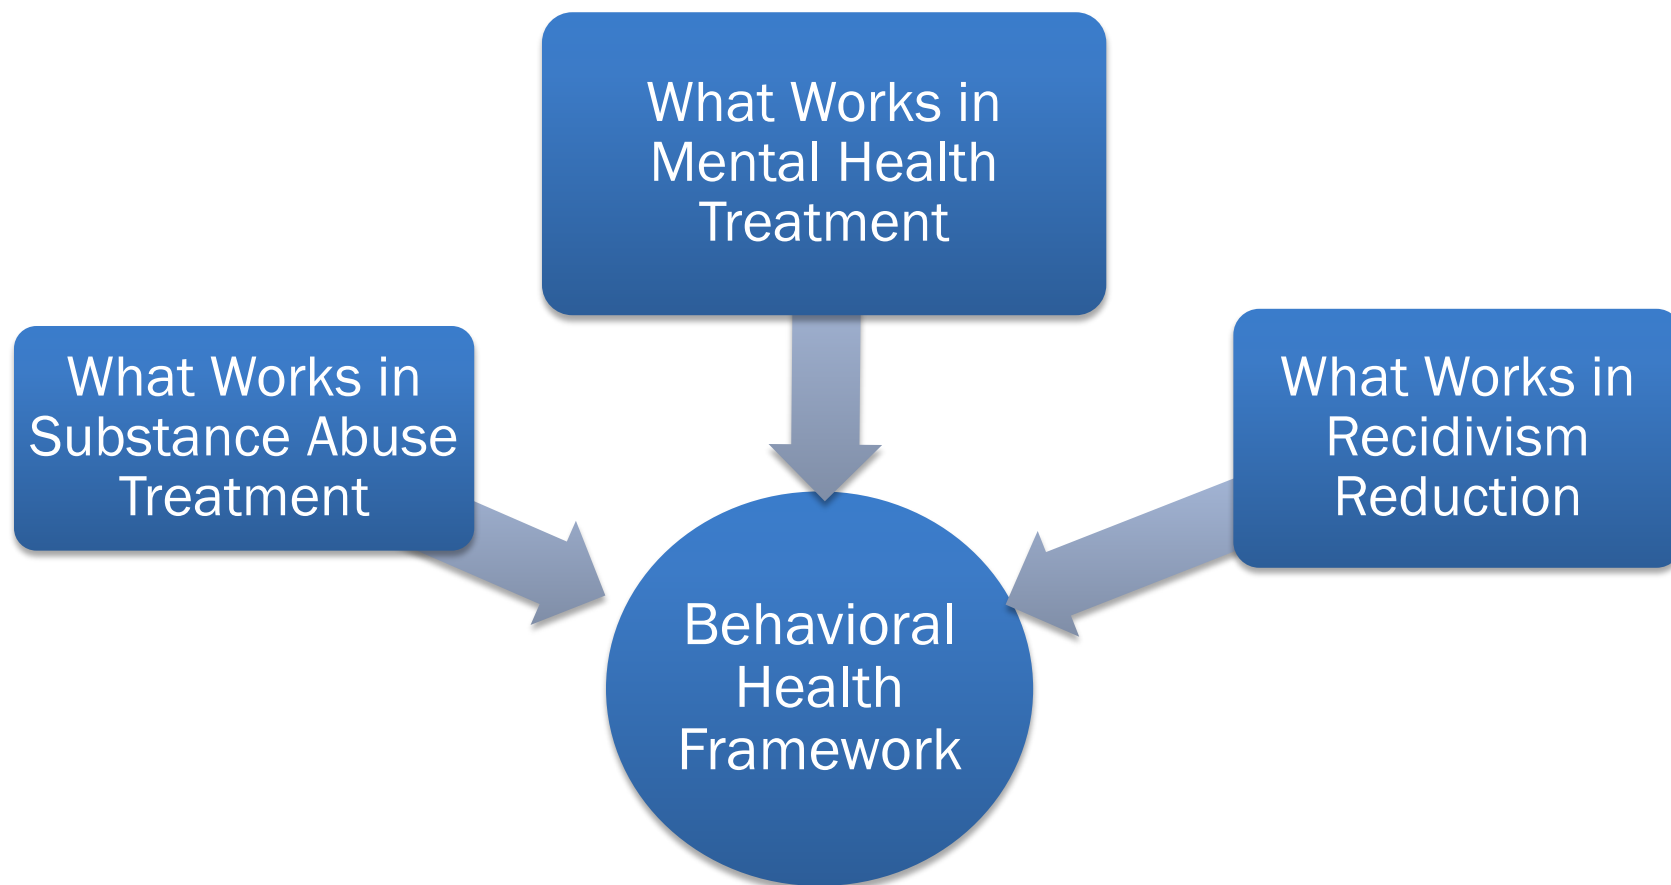 What Works in
Mental Health
Treatment
What Works in
Substance Abuse
Treatment
What Works in
Recidivism
Reduction
Behavioral
Health
Framework